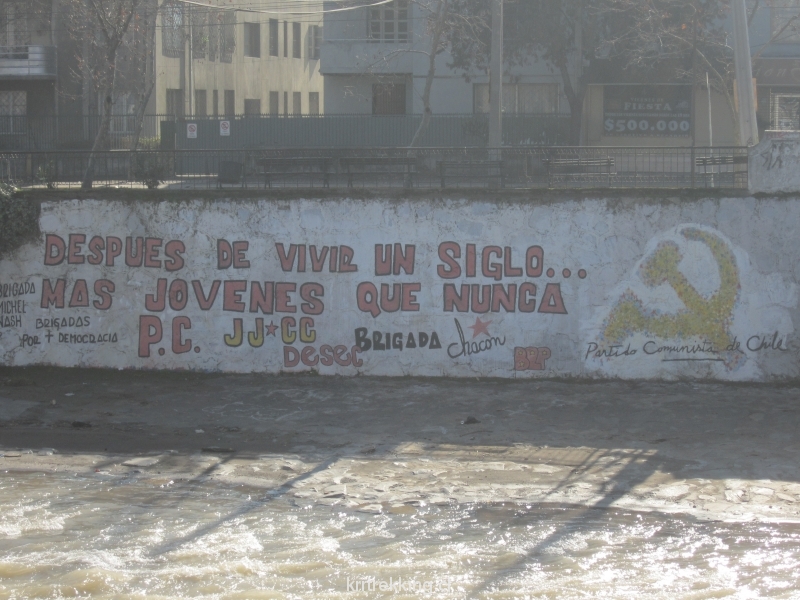 FIESTA
$500.000
DESPUES DE VIVIR UN SIGLO...
MAS JOVENES QUE NUNCA
BRIGADA
MICHEL
NASH
BRIGADAS
POR + DEMOCRACIA
P.C. JJ★CC
DESEC
BRIGADA chacon
BRP
Partido Comunista de Chile